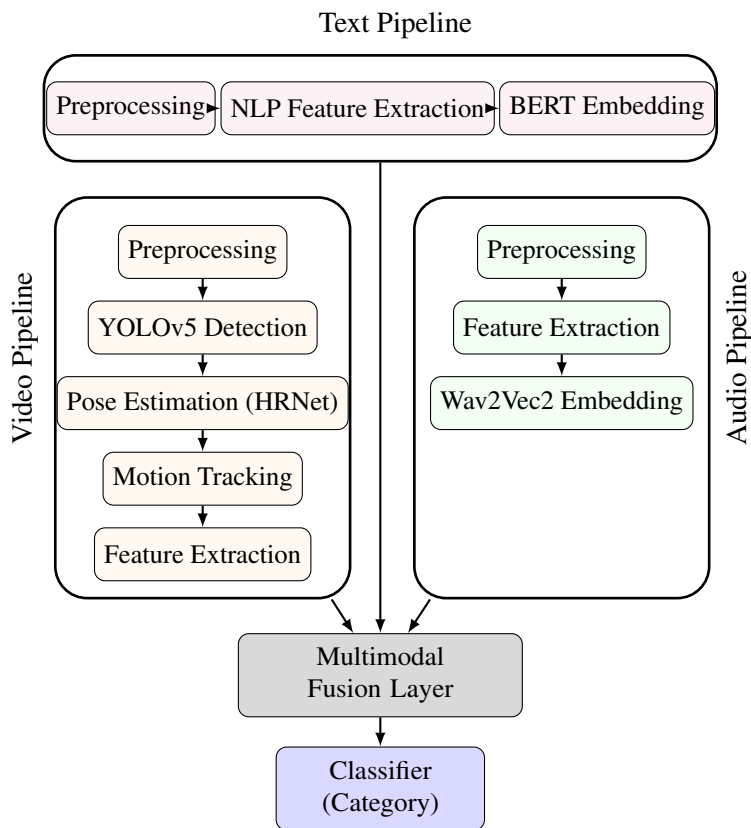 Text Pipeline
Preprocessing
NLP Feature Extraction
BERT Embedding
Video Pipeline
Preprocessing
YOLOv5 Detection
Pose Estimation (HRNet)
Motion Tracking
Feature Extraction
Preprocessing
Feature Extraction
Wav2Vec2 Embedding
Audio Pipeline
Multimodal
Fusion Layer
Classifier
(Category)